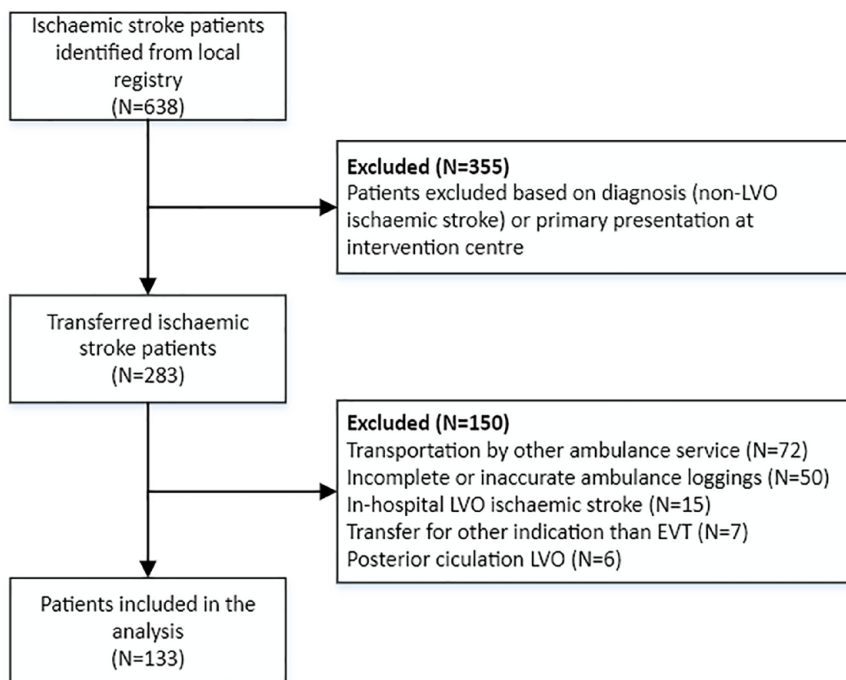 Ischaemic stroke patients
identified from local
registry
(N=638)
Excluded (N=355)
Patients excluded based on diagnosis (non-LVO
ischaemic stroke) or primary presentation at
intervention centre
Transferred ischaemic
stroke patients
(N=283)
Excluded (N=150)
Transportation by other ambulance service (N=72)
Incomplete or inaccurate ambulance loggings (N=50)
In-hospital LVO ischaemic stroke (N=15)
Transfer for other indication than EVT (N=7)
Posterior ciculation LVO (N=6)
Patients included in the
analysis
(N=133)